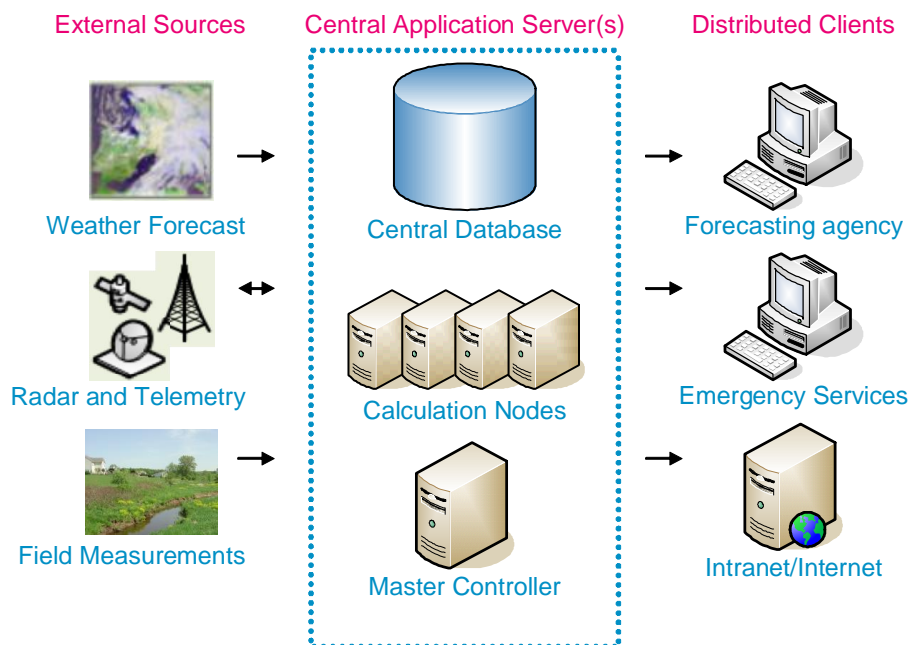 External Sources
Central Application Server(s)
Distributed Clients
Weather Forecast
Central Database
Forecasting agency
Radar and Telemetry
Calculation Nodes
Emergency Services
Field Measurements
Master Controller
Intranet/Internet